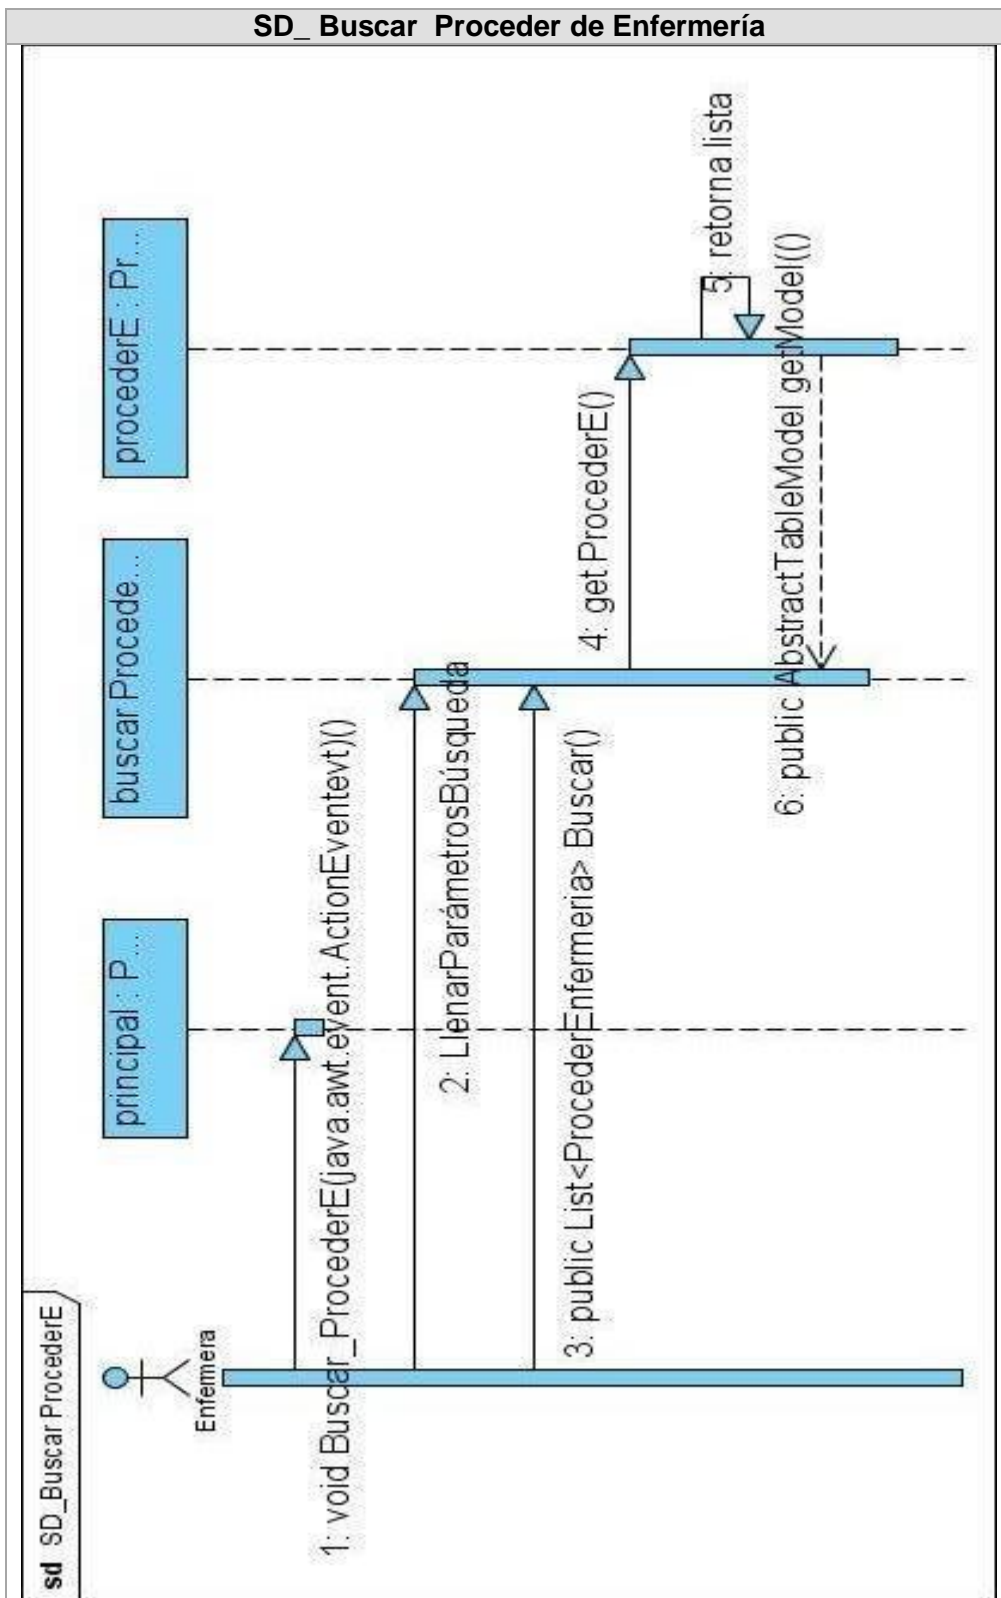 SD_ Buscar Proceder de Enfermería
sd SD_Buscar ProcederE
Enfermera
principal : P...
buscar Procede...
procederE : Pr...
1: void Buscar_ProcederE(java.awt.event.ActionEventevt)()
2: LlenarParámetrosBúsqueda
3: public List<ProcederEnfermeria> Buscar()
4: get ProcederE()
5: retorna lista
6: public AbstractTableModel getModel(()